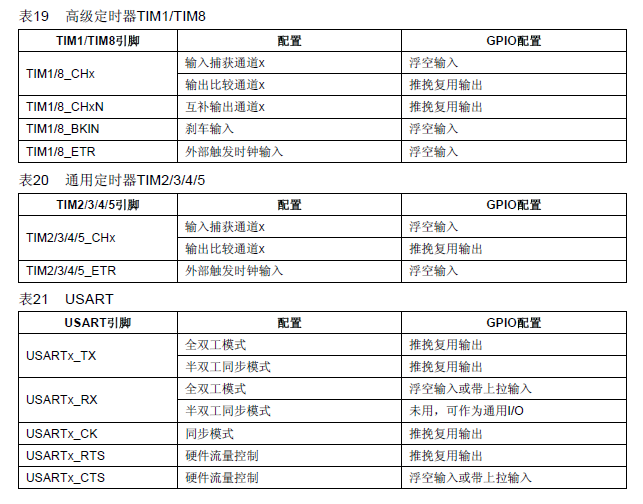 表19 高级定时器TIM1/TIM8
TIM1/TIM8引脚 配置 GPIO配置
TIM1/8_CHx 输入捕获通道x 浮空输入
输出比较通道x 推挽复用输出
TIM1/8_CHxN 互补输出通道x 推挽复用输出
TIM1/8_BKIN 刹车输入 浮空输入
TIM1/8_ETR 外部触发时钟输入 浮空输入
表20 通用定时器TIM2/3/4/5
TIM2/3/4/5引脚 配置 GPIO配置
TIM2/3/4/5_CHx 输入捕获通道x 浮空输入
输出比较通道x 推挽复用输出
TIM2/3/4/5_ETR 外部触发时钟输入 浮空输入
表21 USART
USART引脚 配置 GPIO配置
USARTx_TX 全双工模式 推挽复用输出
半双工同步模式 推挽复用输出
USARTx_RX 全双工模式 浮空输入或带上拉输入
半双工同步模式 未用，可作为通用I/O
USARTx_CK 同步模式 推挽复用输出
USARTx_RTS 硬件流量控制 推挽复用输出
USARTx_CTS 硬件流量控制 浮空输入或带上拉输入